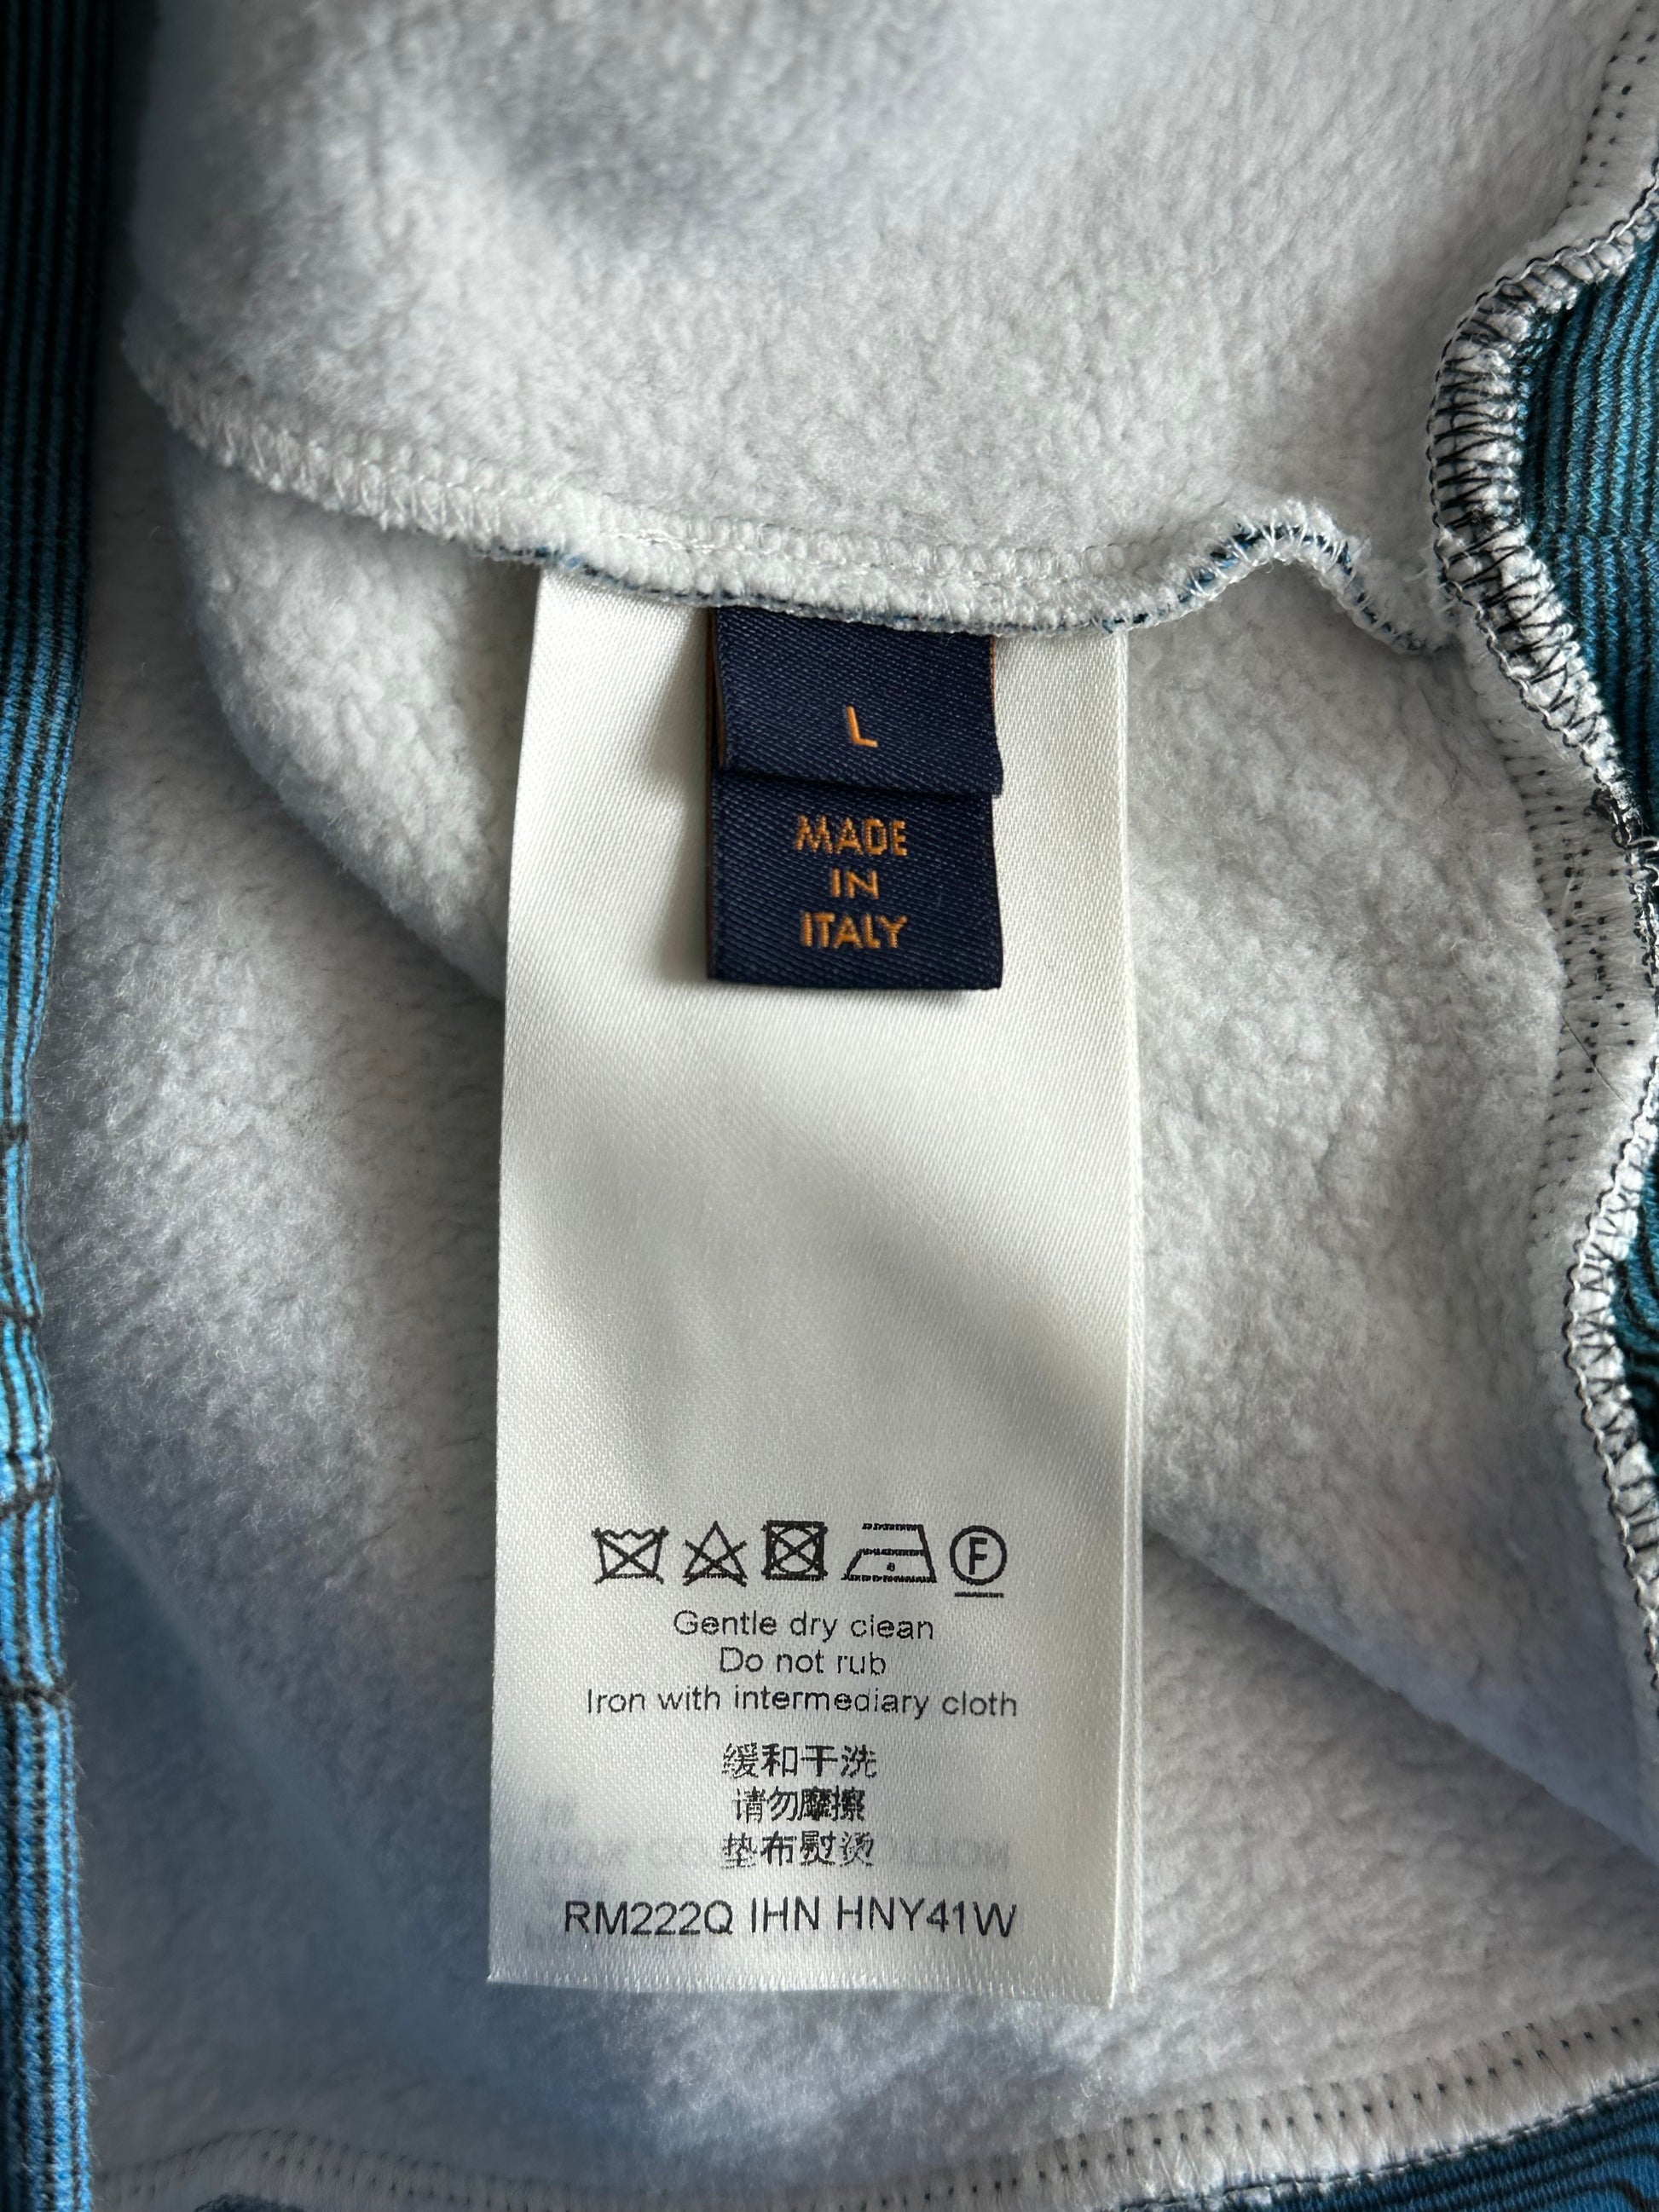 L
MADE
IN
ITALY
F
Gentle dry clean
Do not rub
Iron with intermediary cloth
缓和干洗
请勿摩擦
垫布熨烫
RM222Q IHN HNY41W